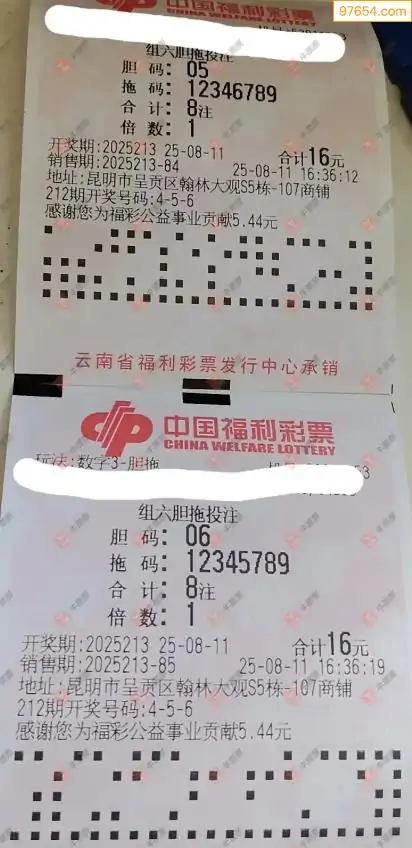 97654.com
组六胆拖投注
胆 码: 05
拖 码: 12346789
合 计: 8注
倍 数: 1
开奖期:2025213 25-08-11 合计16元
销售期:2025213-84 25-08-11 16:36:12
地址:昆明市呈贡区翰林大观S5栋-107商铺
212期开奖号码:4-5-6
感谢您为福彩公益事业贡献5.44元
云南省福利彩票发行中心承销
中国福利彩票
CHINA WELFARE LOTTERY
玩法:数字3-胆拖
组六胆拖投注
胆 码: 06
拖 码: 12345789
合 计: 8注
倍 数: 1
开奖期:2025213 25-08-11 合计16元
销售期:2025213-85 25-08-11 16:36:19
地址:昆明市呈贡区翰林大观S5栋-107商铺
212期开奖号码:4-5-6
感谢您为福彩公益事业贡献5.44元